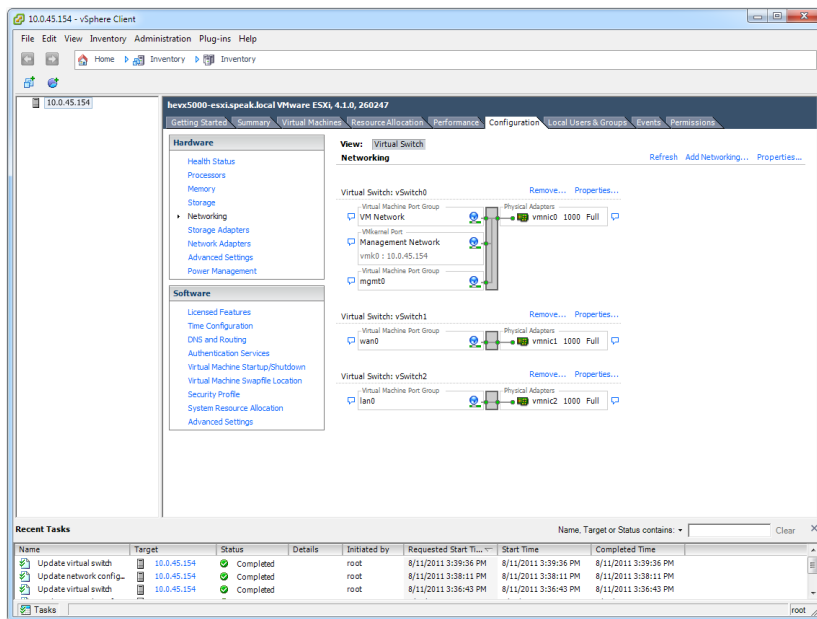 10.0.45.154 - vSphere Client
File Edit View Inventory Administration Plug-ins Help
Home Inventory Inventory
10.0.45.154
hevx5000-esxi.speak.local VMware ESXi, 4.1.0, 260247
Getting Started Summary Virtual Machines Resource Allocation Performance Configuration Local Users & Groups Events Permissions
Hardware
Health Status
Processors
Memory
Storage
Networking
Storage Adapters
Network Adapters
Advanced Settings
Power Management
Software
Licensed Features
Time Configuration
DNS and Routing
Authentication Services
Virtual Machine Startup/Shutdown
Virtual Machine Swapfile Location
Security Profile
System Resource Allocation
Advanced Settings
View: Virtual Switch
Networking Refresh Add Networking... Properties...
Virtual Switch: vSwitch0 Remove... Properties...
Virtual Machine Port Group Physical Adapters
VM Network vmnic0 1000 Full
VMkernel Port
Management Network
vmk0 : 10.0.45.154
Virtual Machine Port Group
mgmt0
Virtual Switch: vSwitch1 Remove... Properties...
Virtual Machine Port Group Physical Adapters
wan0 vmnic1 1000 Full
Virtual Switch: vSwitch2 Remove... Properties...
Virtual Machine Port Group Physical Adapters
lan0 vmnic2 1000 Full
Recent Tasks Name, Target or Status contains: Clear
Name Target Status Details Initiated by Requested Start Ti... Start Time Completed Time
Update virtual switch 10.0.45.154 Completed root 8/11/2011 3:39:36 PM 8/11/2011 3:39:36 PM 8/11/2011 3:39:36 PM
Update network config... 10.0.45.154 Completed root 8/11/2011 3:38:11 PM 8/11/2011 3:38:11 PM 8/11/2011 3:38:11 PM
Update virtual switch 10.0.45.154 Completed root 8/11/2011 3:36:43 PM 8/11/2011 3:36:43 PM 8/11/2011 3:36:43 PM
Tasks root